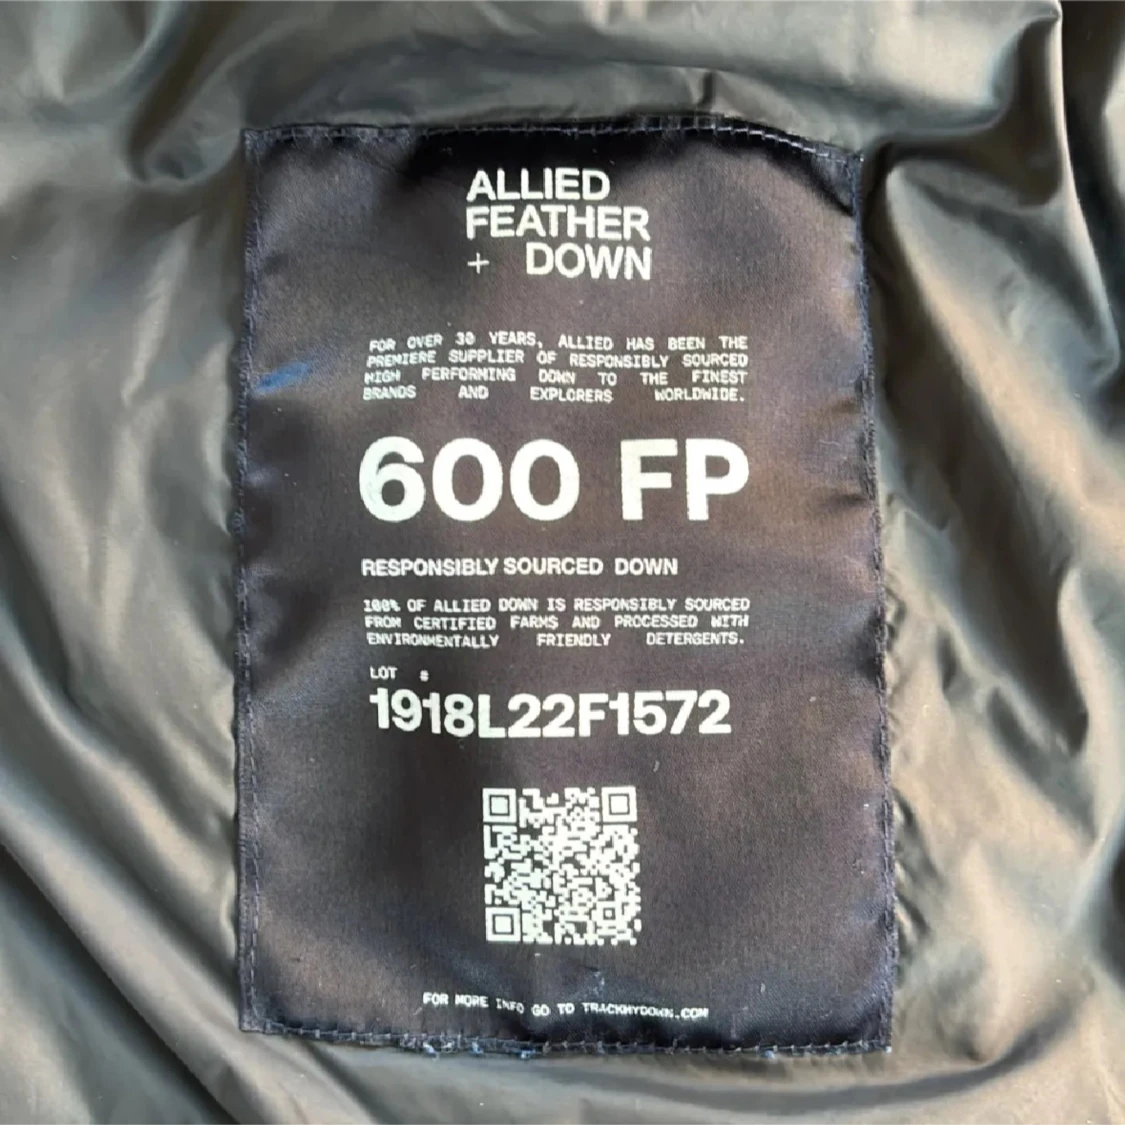 ALLIED
FEATHER
+ DOWN
FOR OVER 30 YEARS, ALLIED HAS BEEN THE
PREMIERE SUPPLIER OF RESPONSIBLY SOURCED
HIGH PERFORMING DOWN TO THE FINEST
BRANDS AND EXPLORERS WORLDWIDE.
600 FP
RESPONSIBLY SOURCED DOWN
100% OF ALLIED DOWN IS RESPONSIBLY SOURCED
FROM CERTIFIED FARMS AND PROCESSED WITH
ENVIRONMENTALLY FRIENDLY DETERGENTS.
LOT #
1918L22F1572
FOR MORE INFO GO TO TRACKMYDOWN.COM